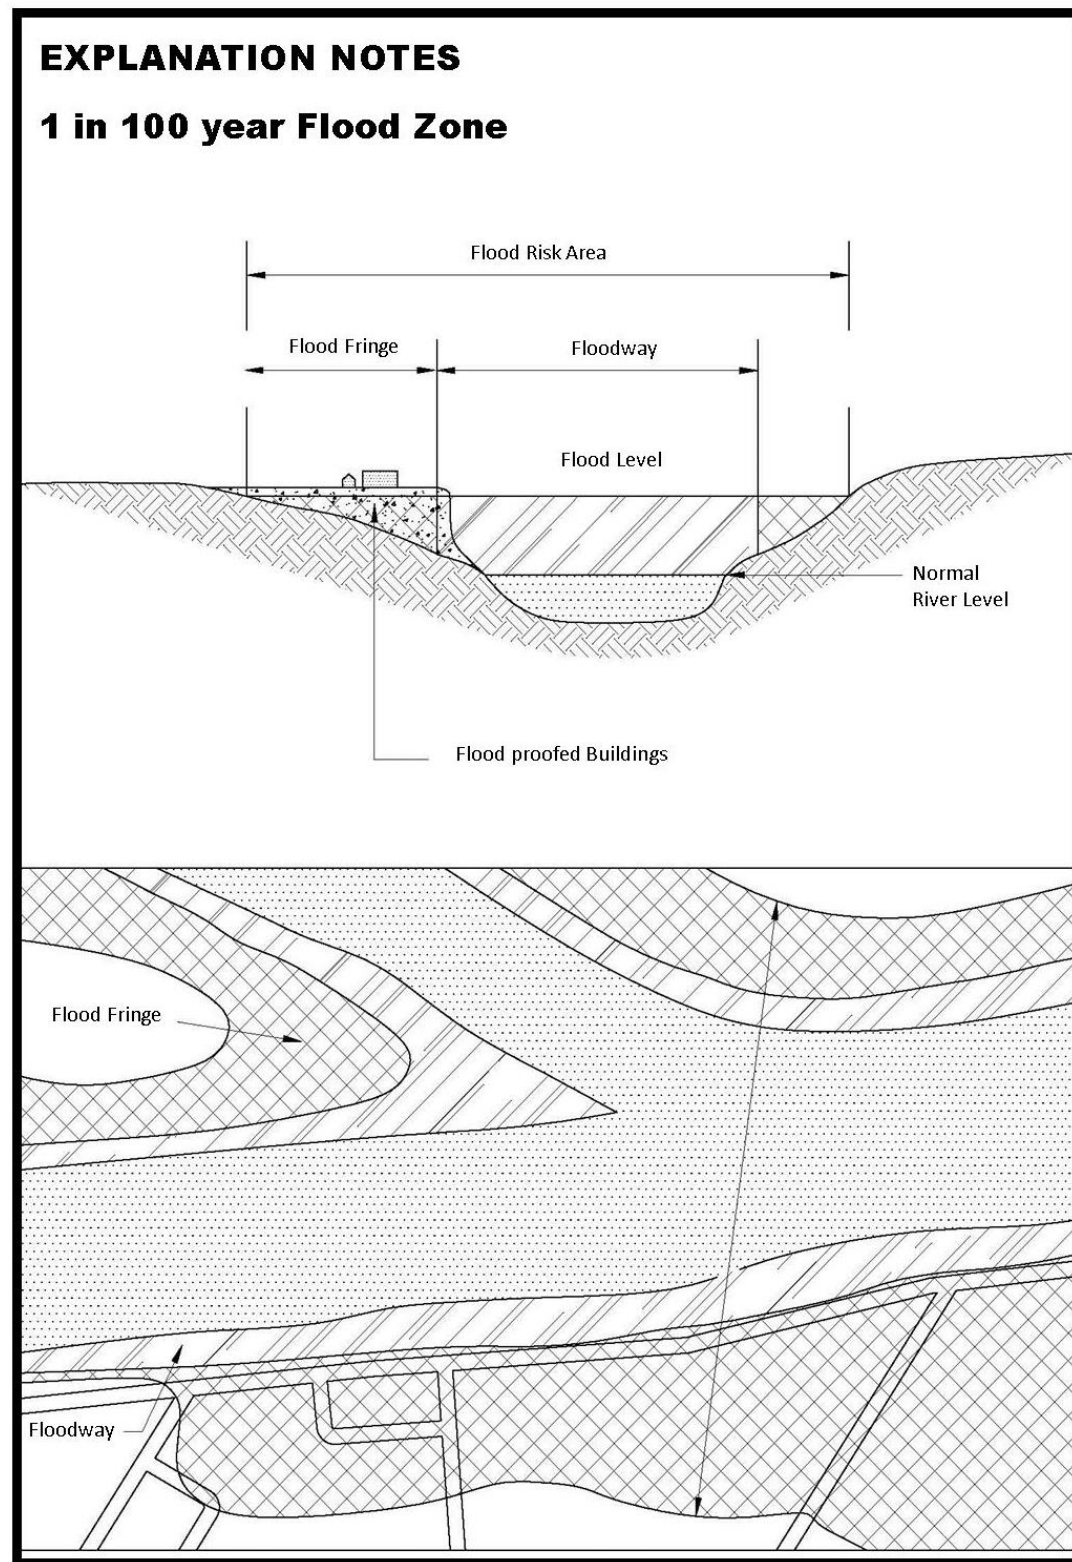 EXPLANATION NOTES
1 in 100 year Flood Zone
Flood Risk Area
Flood Fringe
Floodway
Flood Level
Normal
River Level
Flood proofed Buildings
Flood Fringe
Floodway